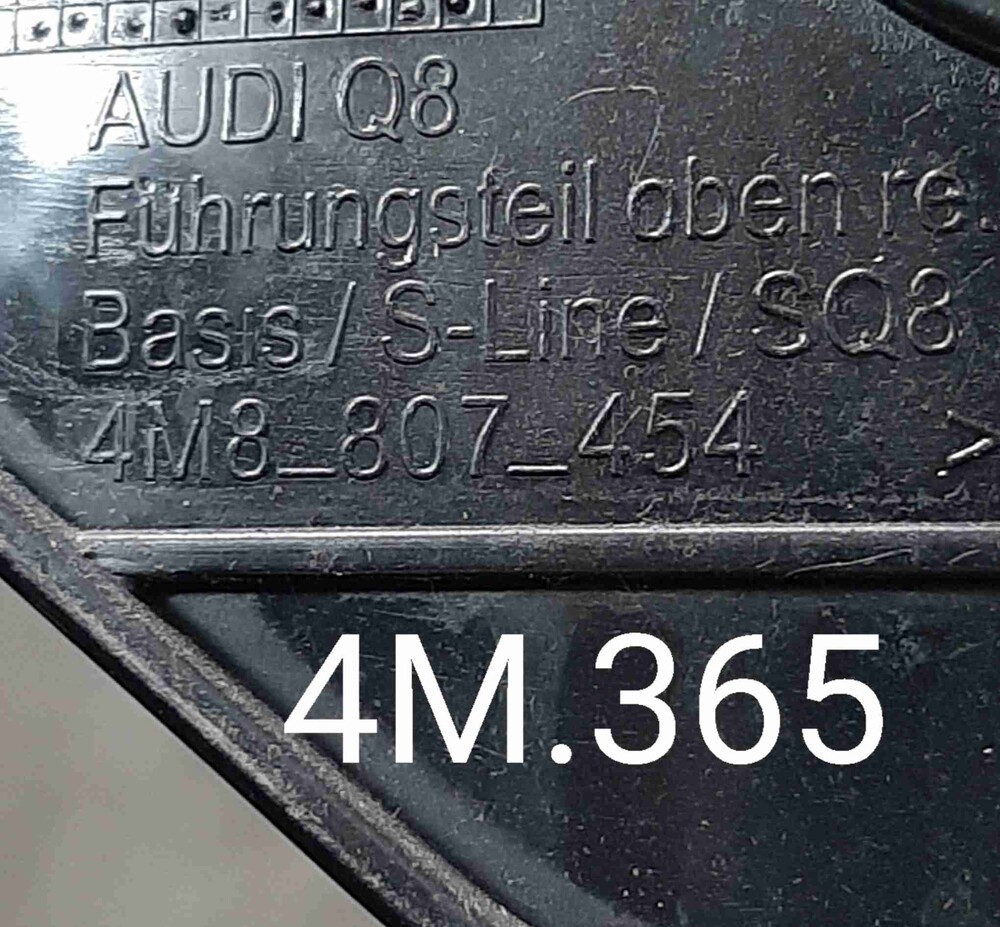 AUDI Q8
Führungsteil oben re.
Basis / S-Line / SQ8
4M8_807_454
>
4M.365